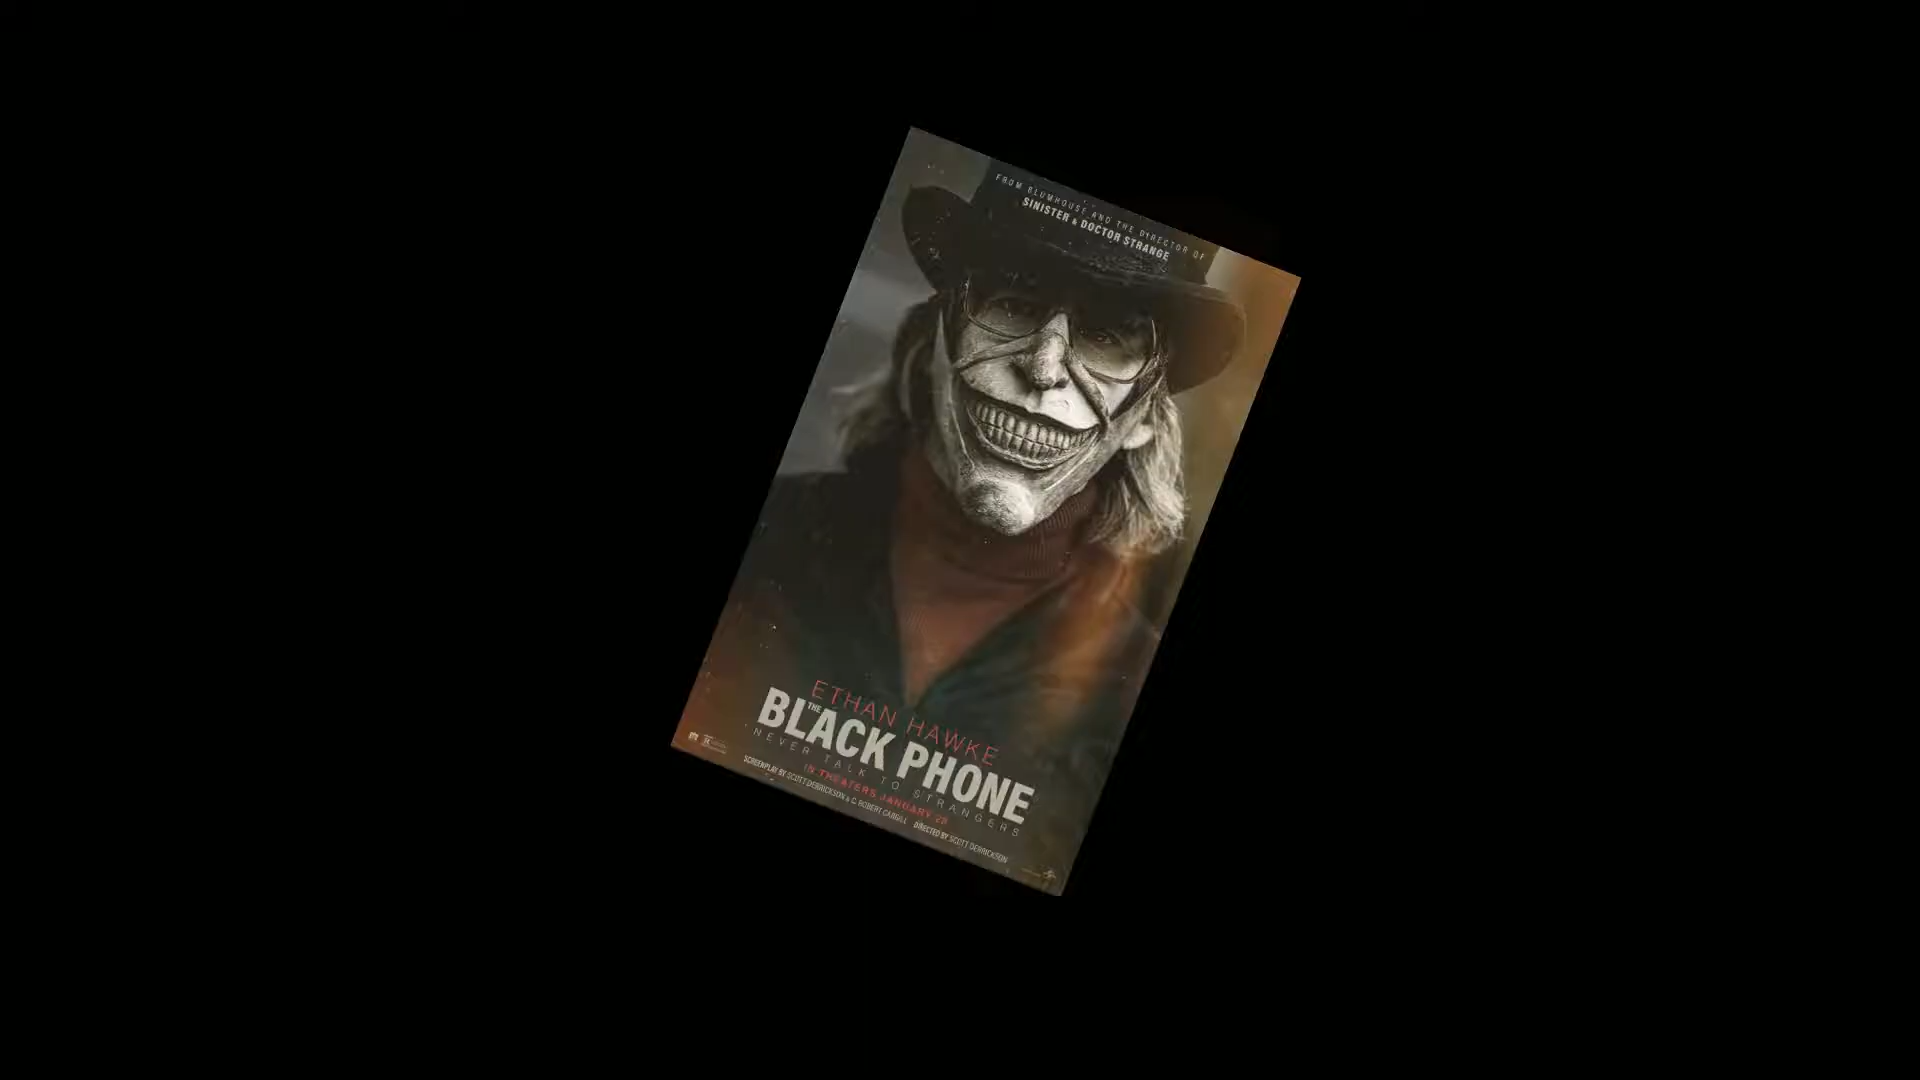 FROM BLUMHOUSE AND THE DIRECTOR OF
SINISTER & DOCTOR STRANGE
ETHAN HAWKE
THE BLACK PHONE
NEVER TALK TO STRANGERS
IN THEATERS JANUARY 28
SCREENPLAY BY SCOTT DERRICKSON & C. ROBERT CARGILL DIRECTED BY SCOTT DERRICKSON